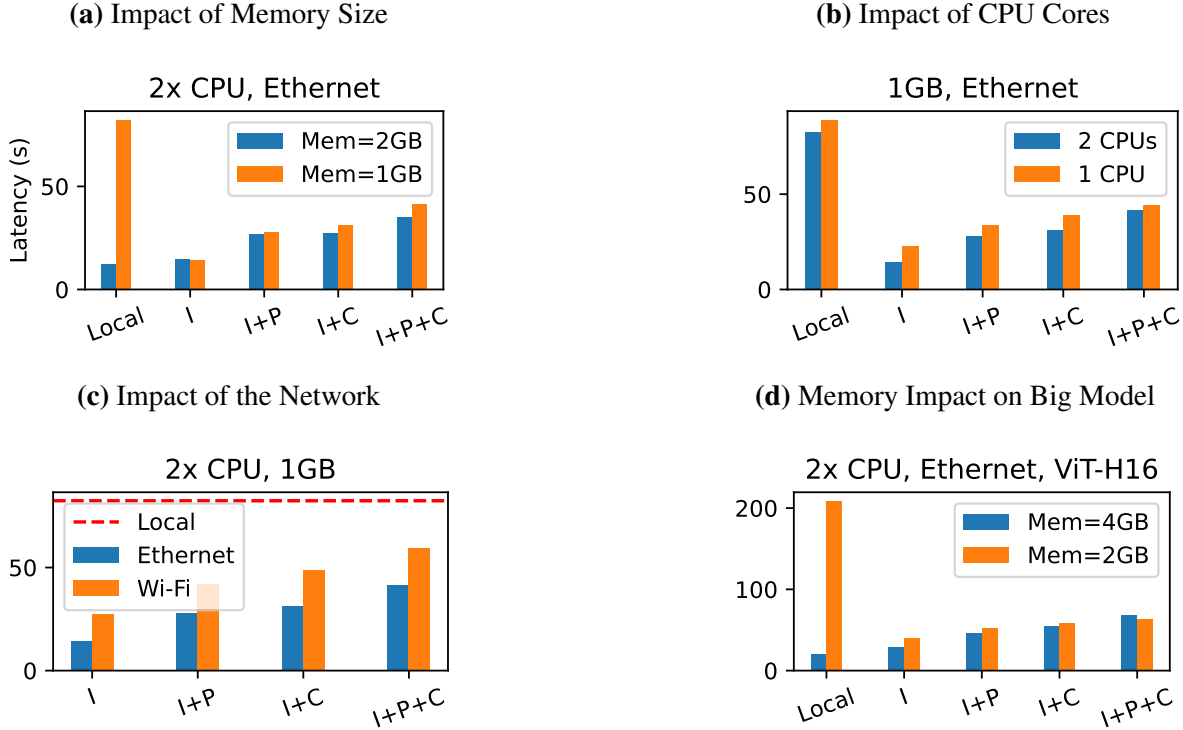 (a) Impact of Memory Size
2x CPU, Ethernet
Latency (s)
50
0
Mem=2GB
Mem=1GB
Local
I
I+P
I+C
I+P+C
(b) Impact of CPU Cores
1GB, Ethernet
50
0
2 CPUs
1 CPU
Local
I
I+P
I+C
I+P+C
(c) Impact of the Network
2x CPU, 1GB
50
0
Local
Ethernet
Wi-Fi
I
I+P
I+C
I+P+C
(d) Memory Impact on Big Model
2x CPU, Ethernet, ViT-H16
200
100
0
Mem=4GB
Mem=2GB
Local
I
I+P
I+C
I+P+C